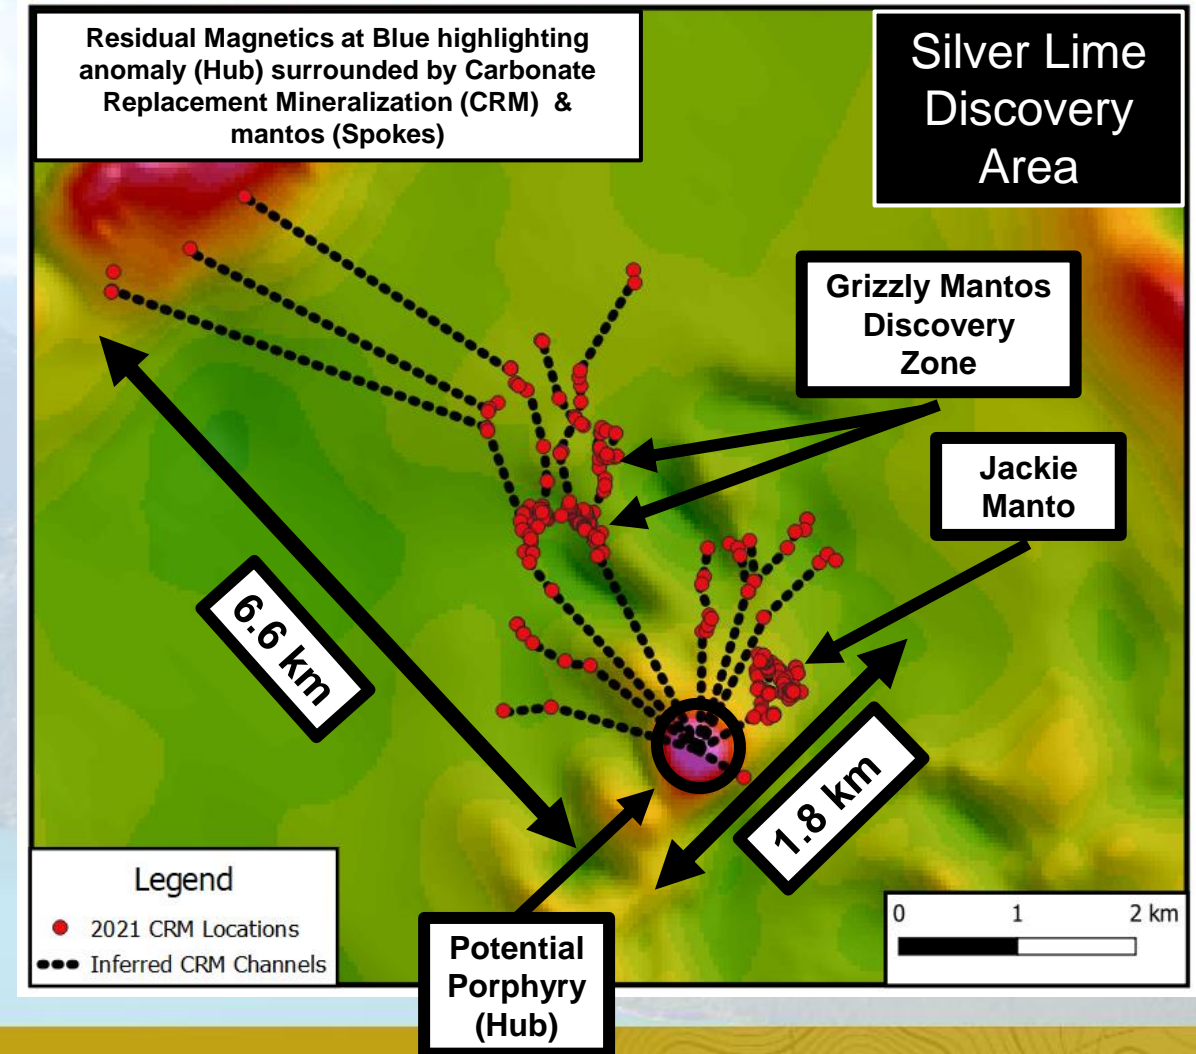 Residual Magnetics at Blue highlighting
anomaly (Hub) surrounded by Carbonate
Replacement Mineralization (CRM) &
mantos (Spokes)
Silver Lime
Discovery
Area
Grizzly Mantos
Discovery
Zone
Jackie
Manto
6.6 km
1.8 km
Legend
2021 CRM Locations
Inferred CRM Channels
0 1 2 km
Potential
Porphyry
(Hub)